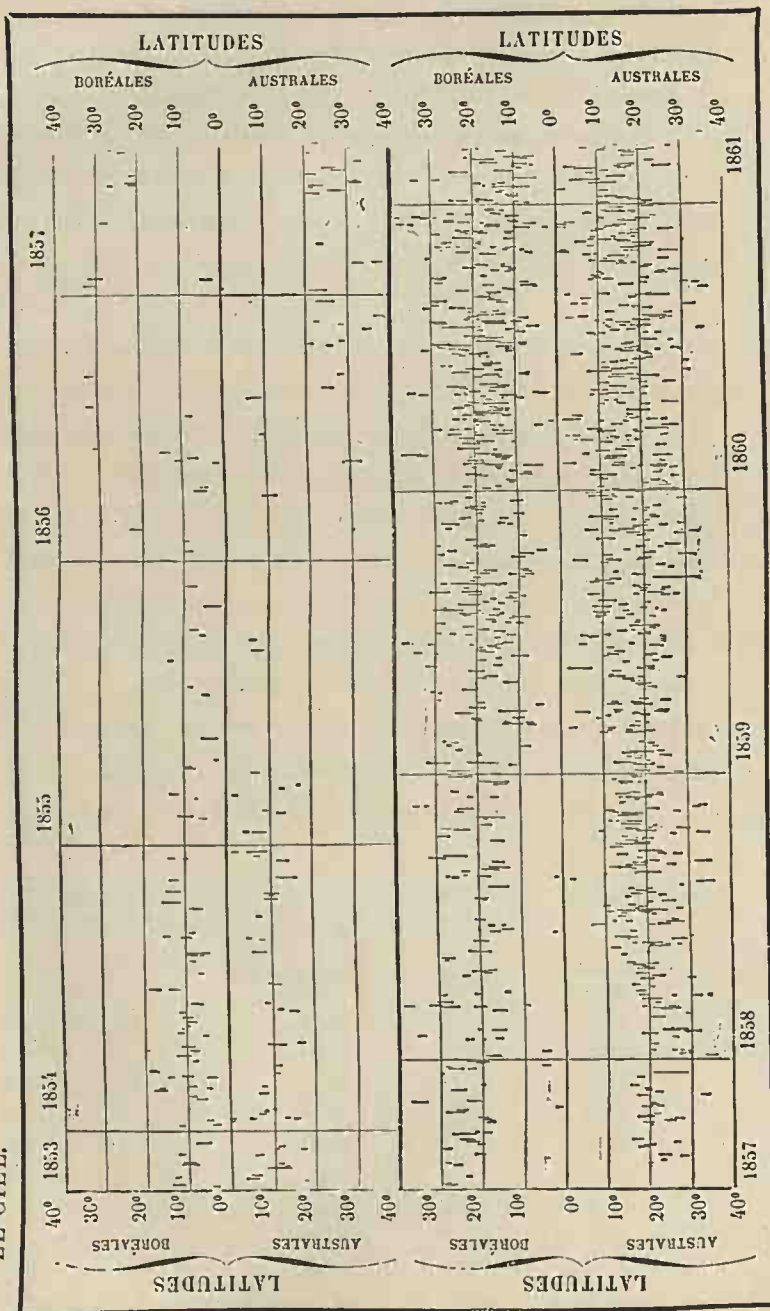 LE CIEL.
LATITUDES
BORÉALES AUSTRALES
40° 30° 20° 10° 0° 10° 20° 30° 40°
1857
1856
1855
1854
1853
40° 30° 20° 10° 0° 10° 20° 30° 40°
BORÉALES AUSTRALES
LATITUDES
LATITUDES
BORÉALES AUSTRALES
30° 20° 10° 0° 10° 20° 30° 40°
1861
1860
1859
1858
1857
30° 20° 10° 0° 10° 20° 30° 40°
BORÉALES AUSTRALES
LATITUDES